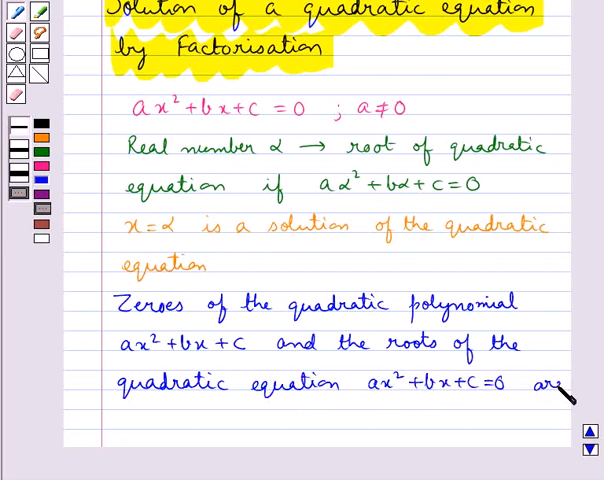 Solution of a quadratic equation
by Factorisation
ax² + bx + c = 0 ; a ≠ 0
Real number α → root of quadratic
equation if aα² + bα + c = 0
x = α is a solution of the quadratic
equation
Zeroes of the quadratic polynomial
ax² + bx + c and the roots of the
quadratic equation ax² + bx + c = 0 are